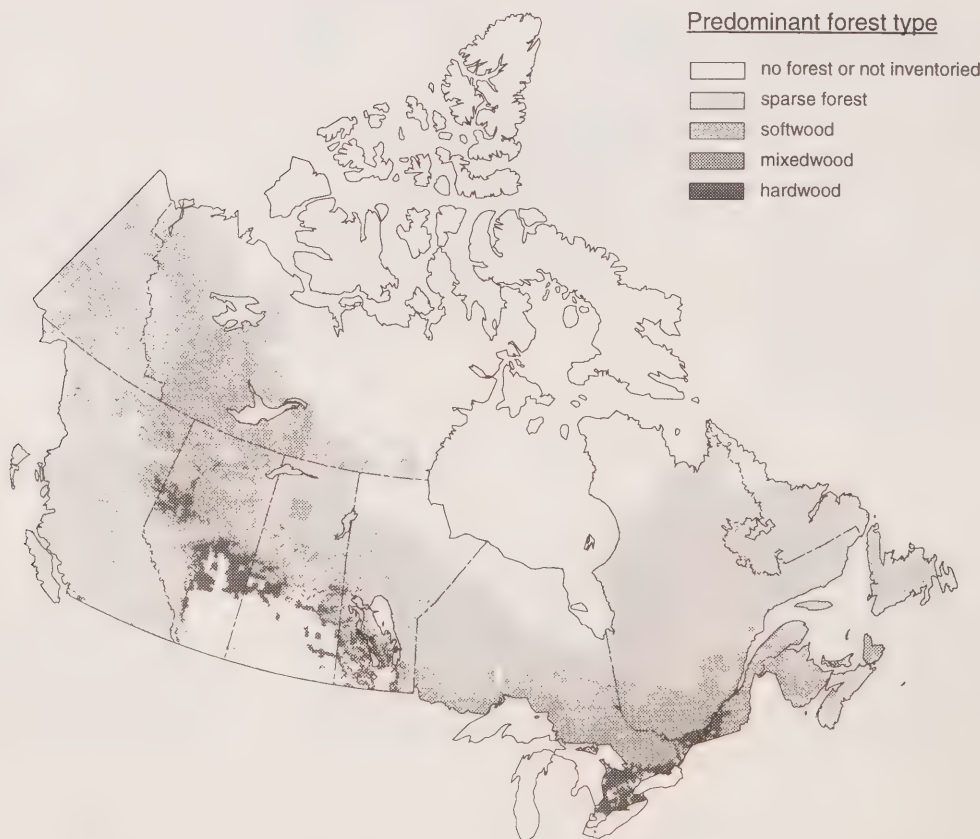 Predominant forest type
no forest or not inventoried
sparse forest
softwood
mixedwood
hardwood